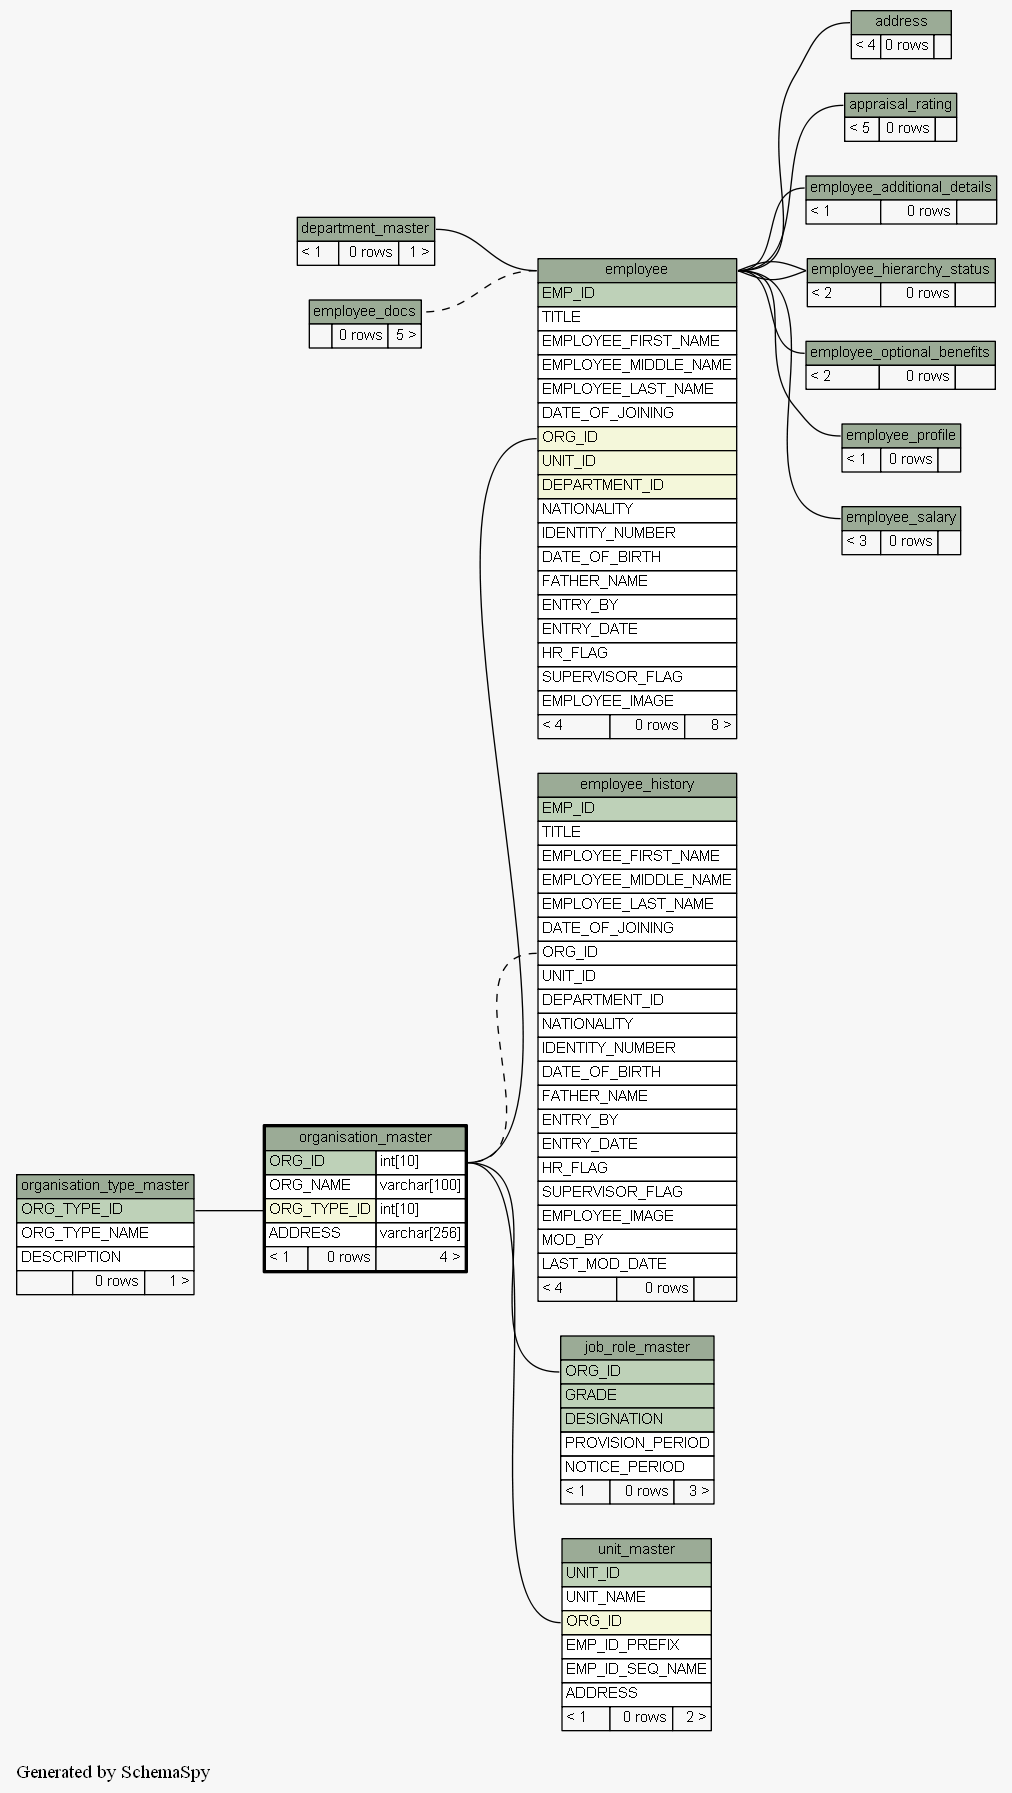 address
< 4 0 rows
appraisal_rating
< 5 0 rows
employee_additional_details
< 1 0 rows
employee_hierarchy_status
< 2 0 rows
employee_optional_benefits
< 2 0 rows
employee_profile
< 1 0 rows
employee_salary
< 3 0 rows
department_master
< 1 0 rows 1 >
employee_docs
0 rows 5 >
employee
EMP_ID
TITLE
EMPLOYEE_FIRST_NAME
EMPLOYEE_MIDDLE_NAME
EMPLOYEE_LAST_NAME
DATE_OF_JOINING
ORG_ID
UNIT_ID
DEPARTMENT_ID
NATIONALITY
IDENTITY_NUMBER
DATE_OF_BIRTH
FATHER_NAME
ENTRY_BY
ENTRY_DATE
HR_FLAG
SUPERVISOR_FLAG
EMPLOYEE_IMAGE
< 4 0 rows 8 >
employee_history
EMP_ID
TITLE
EMPLOYEE_FIRST_NAME
EMPLOYEE_MIDDLE_NAME
EMPLOYEE_LAST_NAME
DATE_OF_JOINING
ORG_ID
UNIT_ID
DEPARTMENT_ID
NATIONALITY
IDENTITY_NUMBER
DATE_OF_BIRTH
FATHER_NAME
ENTRY_BY
ENTRY_DATE
HR_FLAG
SUPERVISOR_FLAG
EMPLOYEE_IMAGE
MOD_BY
LAST_MOD_DATE
< 4 0 rows
organisation_master
ORG_ID int[10]
ORG_NAME varchar[100]
ORG_TYPE_ID int[10]
ADDRESS varchar[256]
< 1 0 rows 4 >
organisation_type_master
ORG_TYPE_ID
ORG_TYPE_NAME
DESCRIPTION
0 rows 1 >
job_role_master
ORG_ID
GRADE
DESIGNATION
PROVISION_PERIOD
NOTICE_PERIOD
< 1 0 rows 3 >
unit_master
UNIT_ID
UNIT_NAME
ORG_ID
EMP_ID_PREFIX
EMP_ID_SEQ_NAME
ADDRESS
< 1 0 rows 2 >
Generated by SchemaSpy